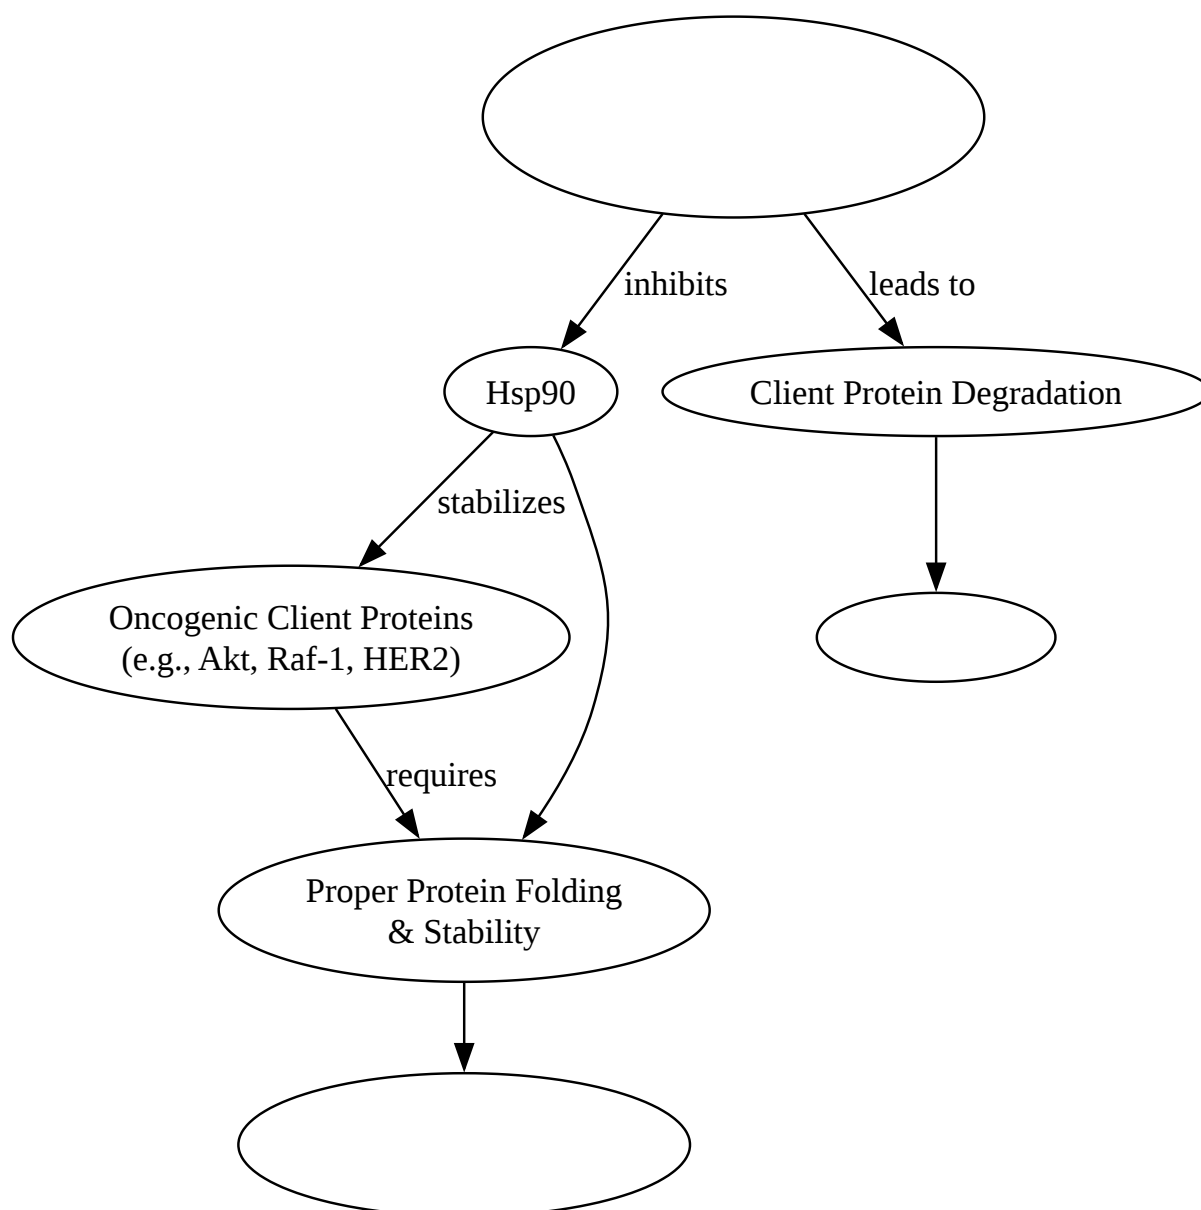 inhibits
leads to
Hsp90
Client Protein Degradation
stabilizes
Oncogenic Client Proteins
(e.g., Akt, Raf-1, HER2)
requires
Proper Protein Folding
& Stability